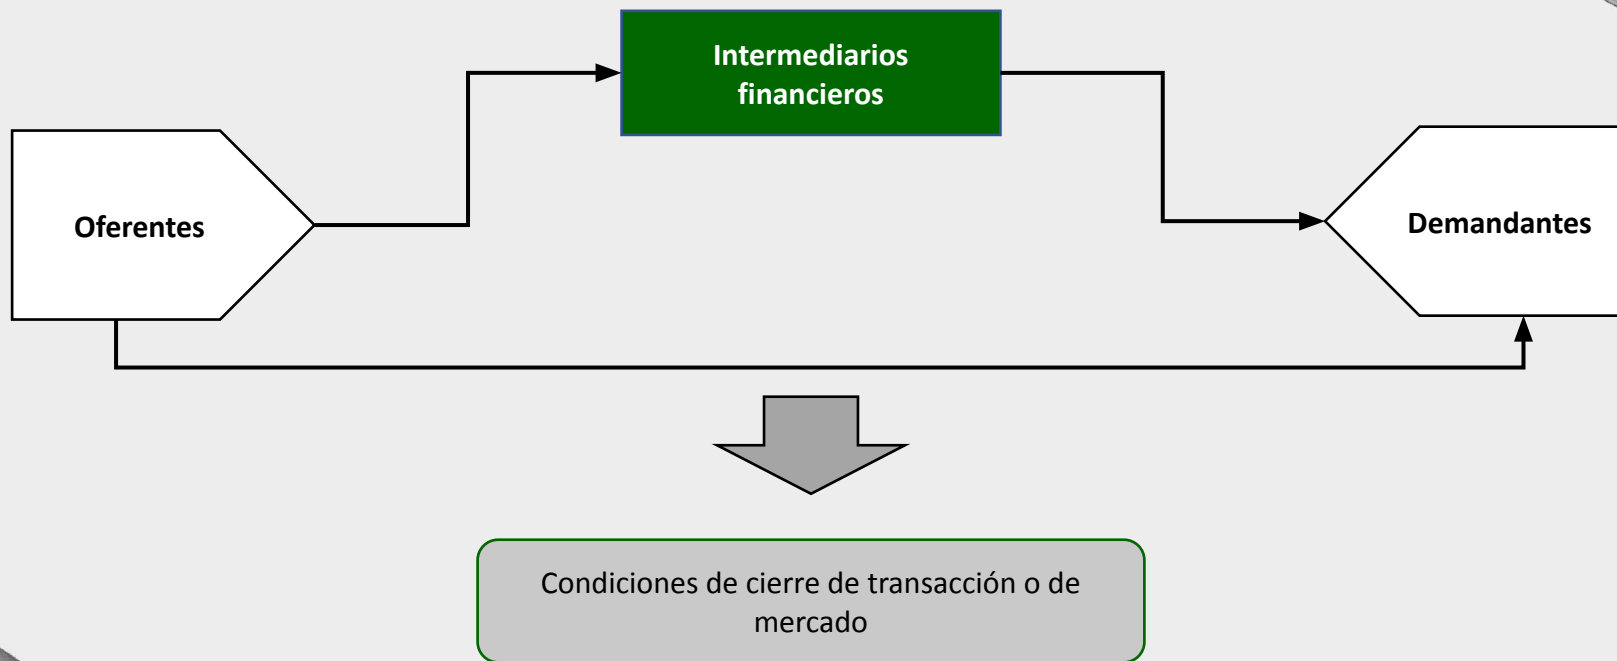 Intermediarios
financieros
Oferentes
Demandantes
Condiciones de cierre de transacción o de
mercado